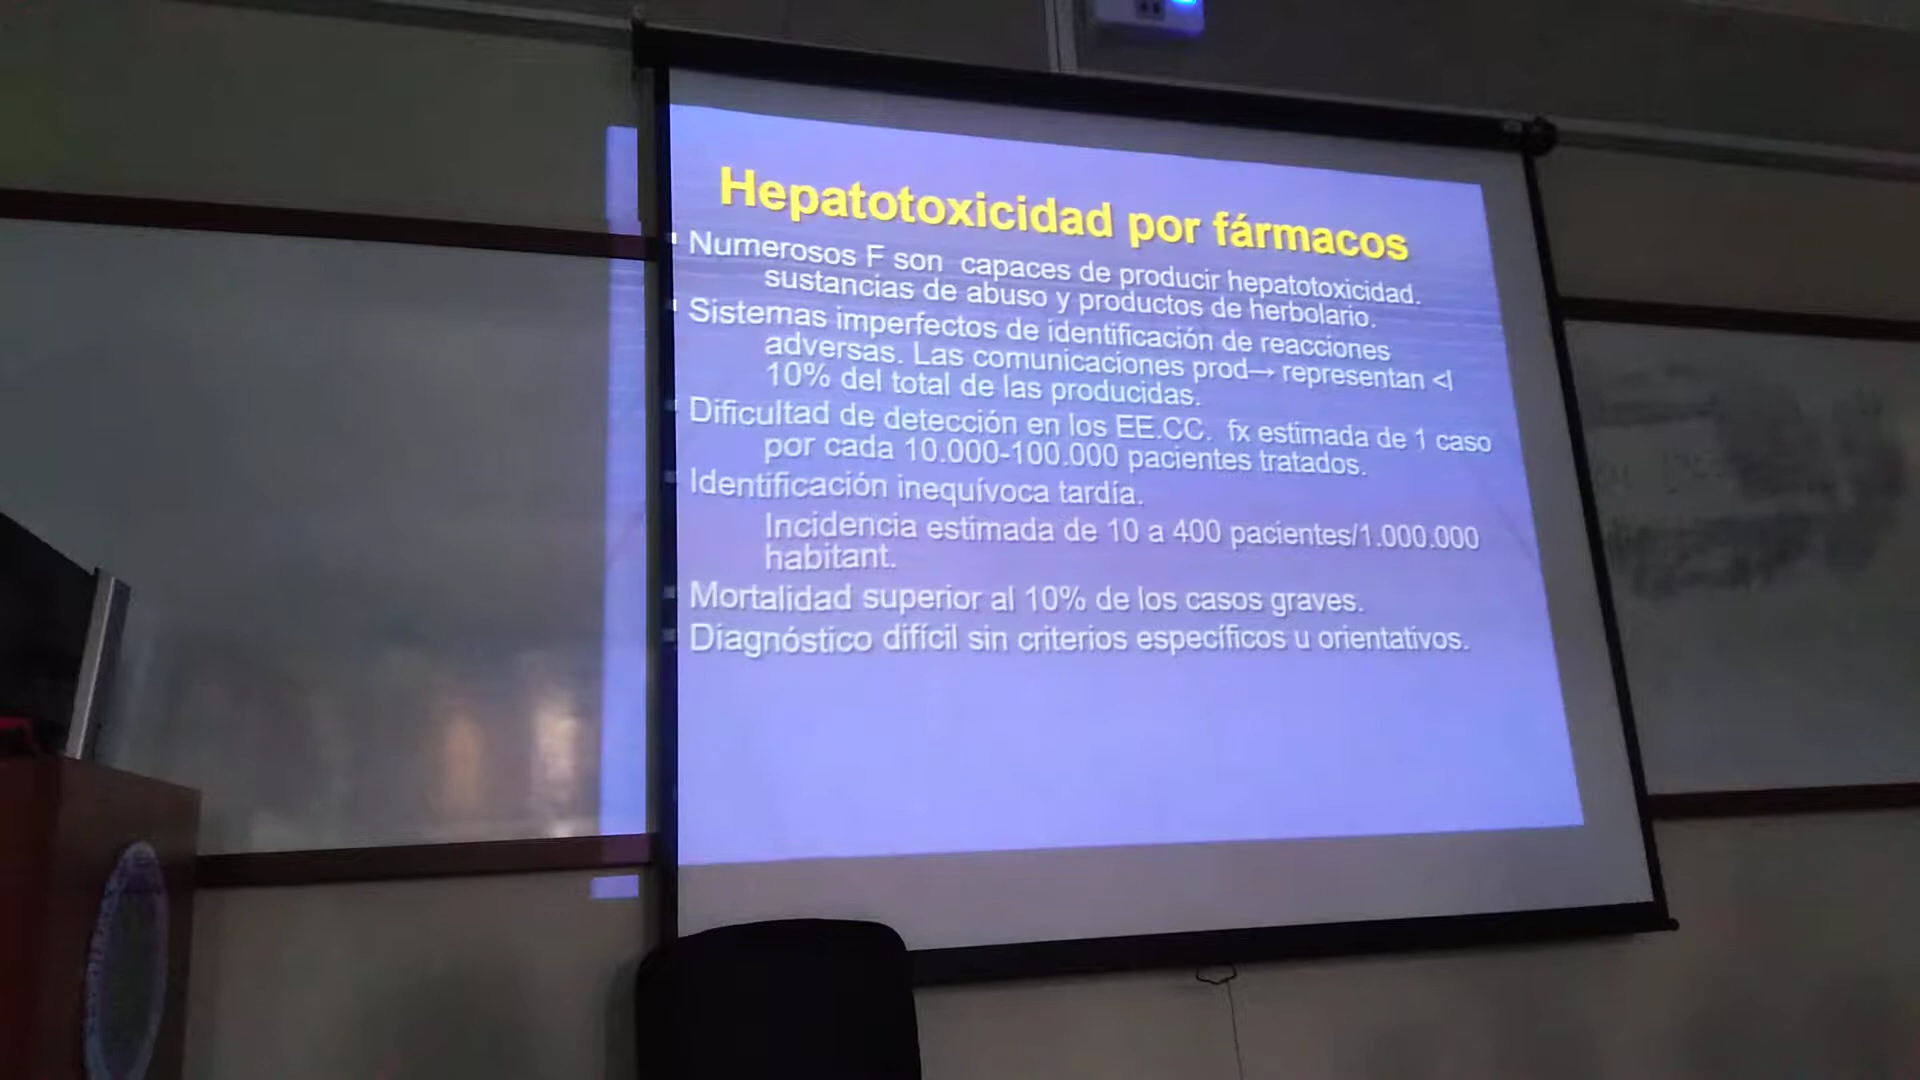 Hepatotoxicidad por fármacos
Numerosos F son capaces de producir hepatotoxicidad.
sustancias de abuso y productos de herbolario.
Sistemas imperfectos de identificación de reacciones
adversas. Las comunicaciones prod→ representan <l
10% del total de las producidas.
Dificultad de detección en los EE.CC. fx estimada de 1 caso
por cada 10.000-100.000 pacientes tratados.
Identificación inequívoca tardía.
Incidencia estimada de 10 a 400 pacientes/1.000.000
habitant.
Mortalidad superior al 10% de los casos graves.
Diagnóstico difícil sin criterios específicos u orientativos.